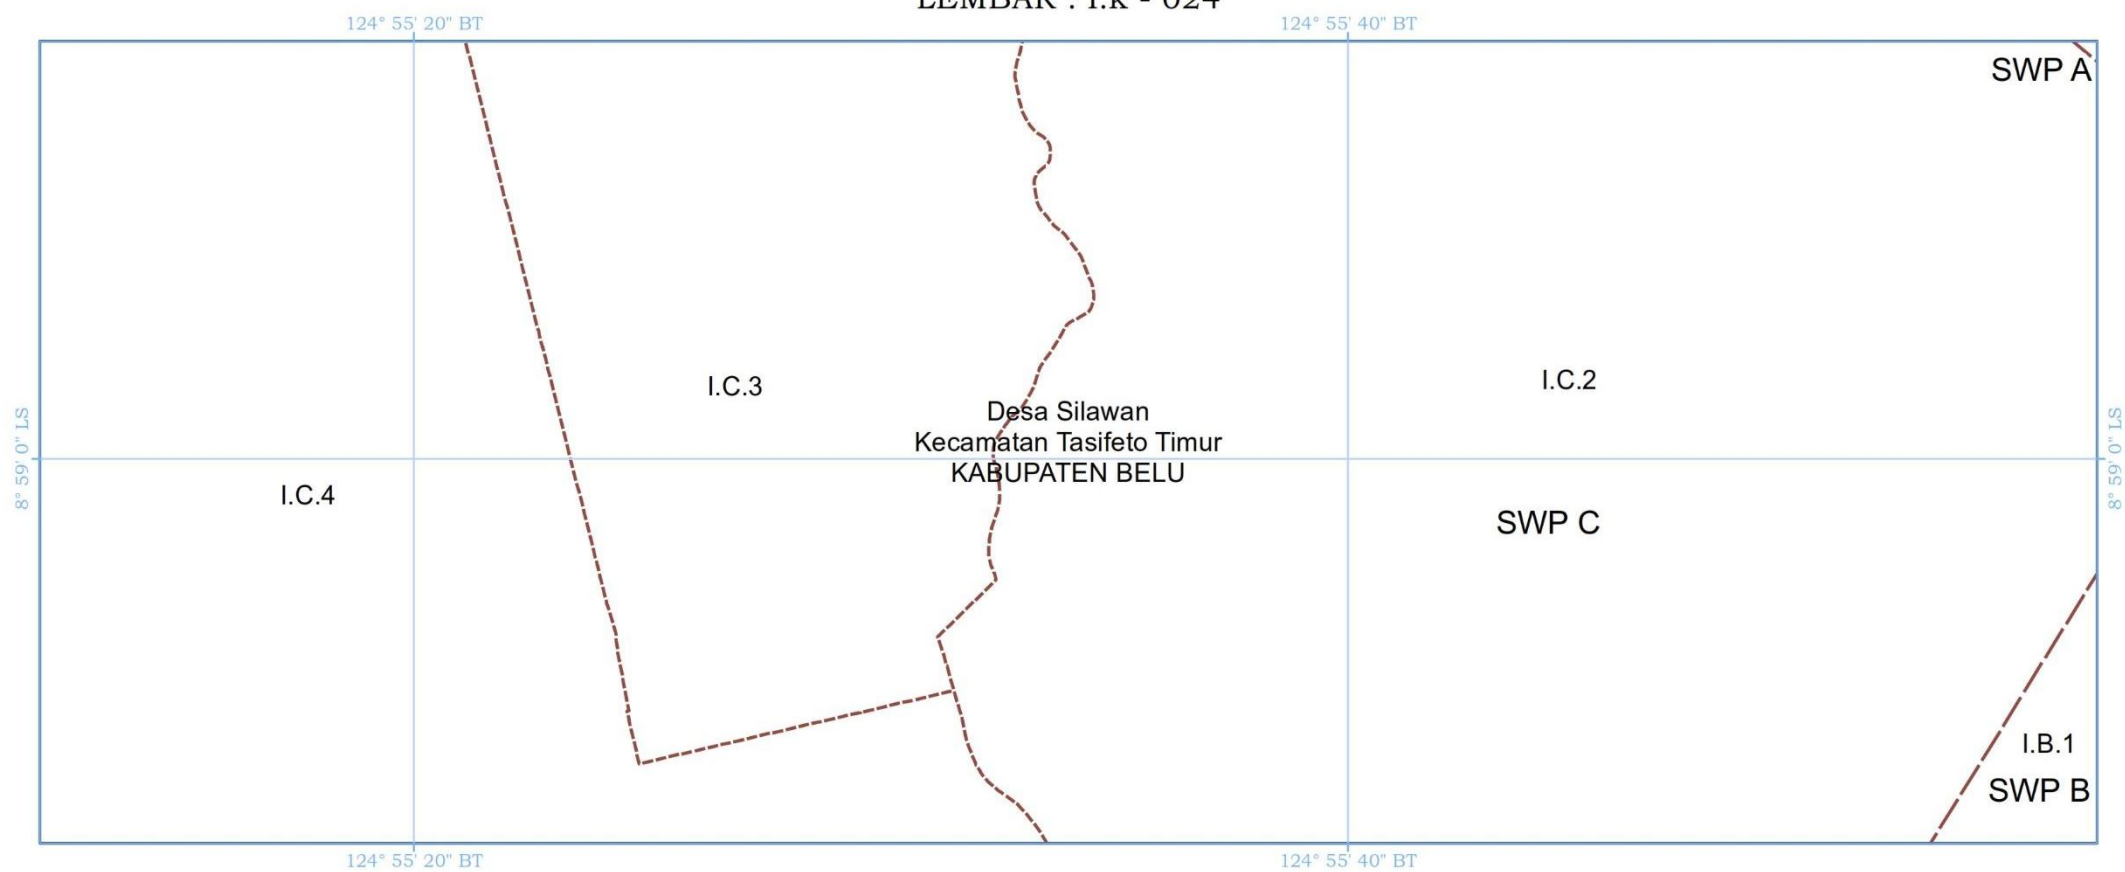 124° 55' 20" BT
124° 55' 40" BT
SWP A
I.C.3
I.C.2
Desa Silawan
Kecamatan Tasifeto Timur
KABUPATEN BELU
8° 59' 0" LS
8° 59' 0" LS
I.C.4
SWP C
I.B.1
SWP B
124° 55' 20" BT
124° 55' 40" BT